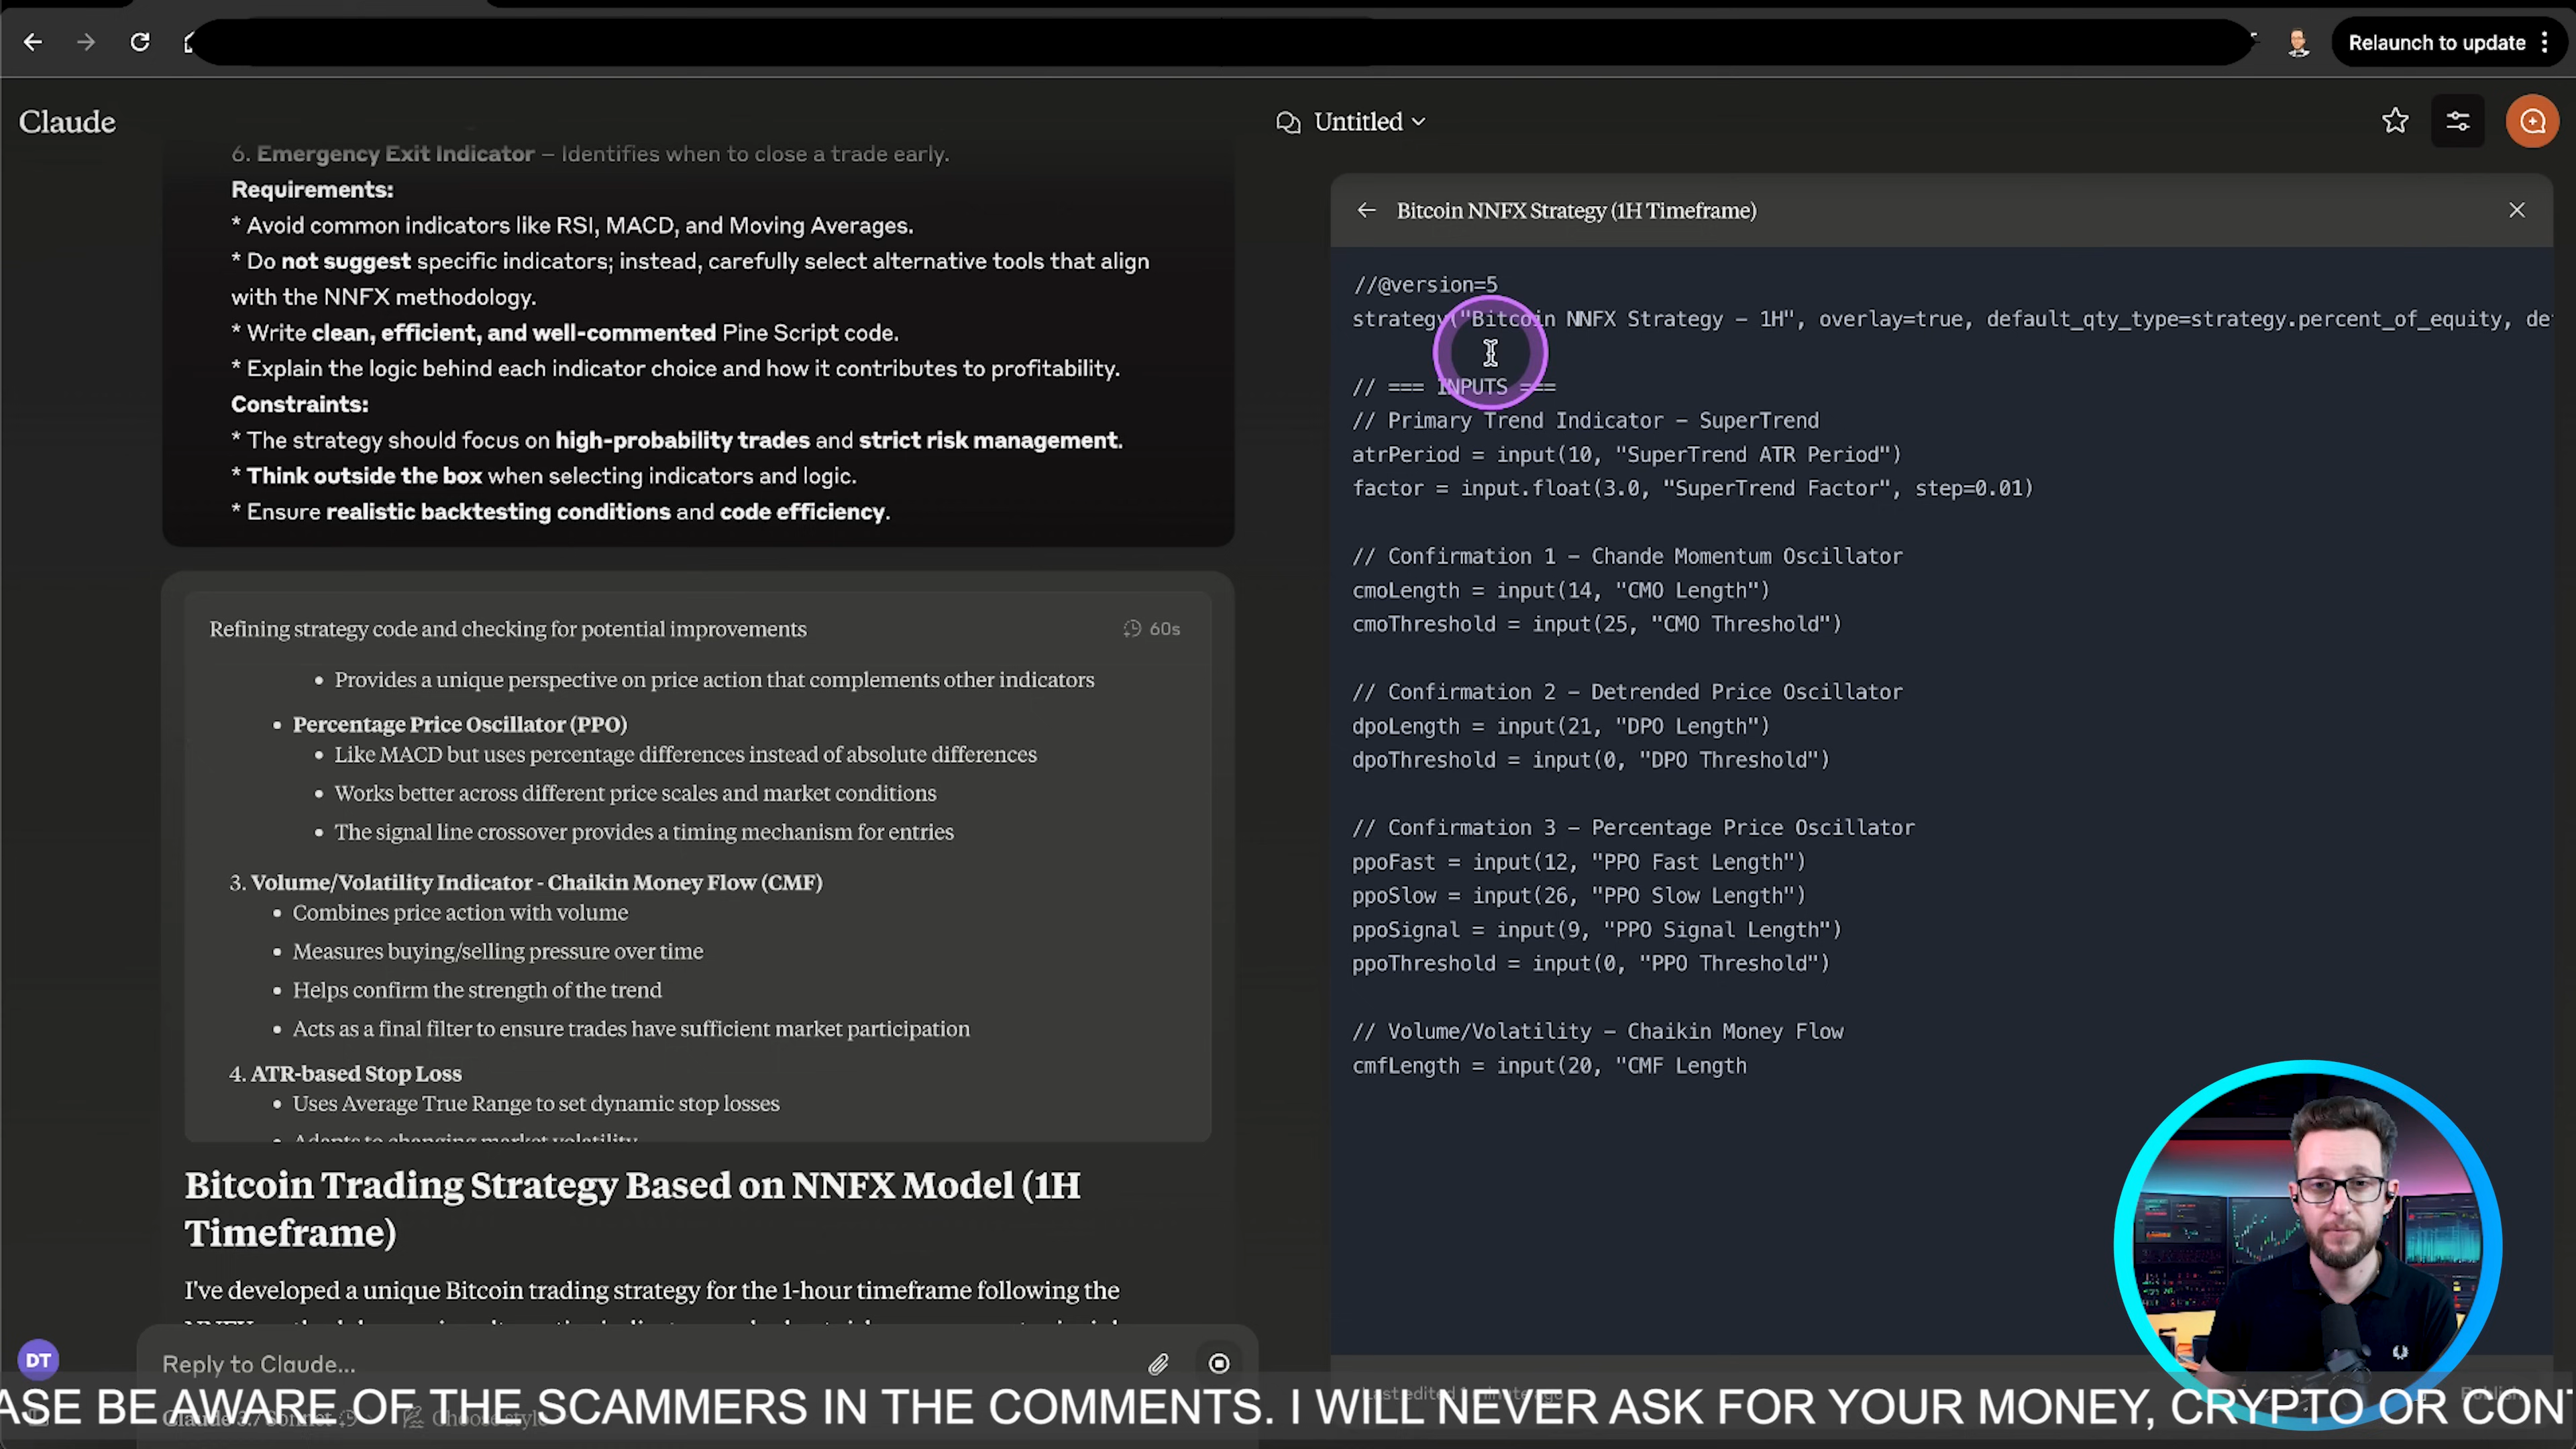 Relaunch to update
Claude
Untitled
6. Emergency Exit Indicator – Identifies when to close a trade early.
Requirements:
* Avoid common indicators like RSI, MACD, and Moving Averages.
* Do not suggest specific indicators; instead, carefully select alternative tools that align
with the NNFX methodology.
* Write clean, efficient, and well-commented Pine Script code.
* Explain the logic behind each indicator choice and how it contributes to profitability.
Constraints:
* The strategy should focus on high-probability trades and strict risk management.
* Think outside the box when selecting indicators and logic.
* Ensure realistic backtesting conditions and code efficiency.
Refining strategy code and checking for potential improvements
60s
• Provides a unique perspective on price action that complements other indicators
• Percentage Price Oscillator (PPO)
• Like MACD but uses percentage differences instead of absolute differences
• Works better across different price scales and market conditions
• The signal line crossover provides a timing mechanism for entries
3. Volume/Volatility Indicator - Chaikin Money Flow (CMF)
• Combines price action with volume
• Measures buying/selling pressure over time
• Helps confirm the strength of the trend
• Acts as a final filter to ensure trades have sufficient market participation
4. ATR-based Stop Loss
• Uses Average True Range to set dynamic stop losses
• Adapts to changing market volatility
Bitcoin Trading Strategy Based on NNFX Model (1H
Timeframe)
I've developed a unique Bitcoin trading strategy for the 1-hour timeframe following the
DT
Reply to Claude...
Claude 3.7 Sonnet
Choose style
Bitcoin NNFX Strategy (1H Timeframe)
//@version=5
strategy("Bitcoin NNFX Strategy – 1H", overlay=true, default_qty_type=strategy.percent_of_equity, de
// === INPUTS ===
// Primary Trend Indicator – SuperTrend
atrPeriod = input(10, "SuperTrend ATR Period")
factor = input.float(3.0, "SuperTrend Factor", step=0.01)
// Confirmation 1 – Chande Momentum Oscillator
cmoLength = input(14, "CMO Length")
cmoThreshold = input(25, "CMO Threshold")
// Confirmation 2 – Detrended Price Oscillator
dpoLength = input(21, "DPO Length")
dpoThreshold = input(0, "DPO Threshold")
// Confirmation 3 – Percentage Price Oscillator
ppoFast = input(12, "PPO Fast Length")
ppoSlow = input(26, "PPO Slow Length")
ppoSignal = input(9, "PPO Signal Length")
ppoThreshold = input(0, "PPO Threshold")
// Volume/Volatility – Chaikin Money Flow
cmfLength = input(20, "CMF Length
Last edited 1 minute ago
Publish
ASE BE AWARE OF THE SCAMMERS IN THE COMMENTS. I WILL NEVER ASK FOR YOUR MONEY, CRYPTO OR CON